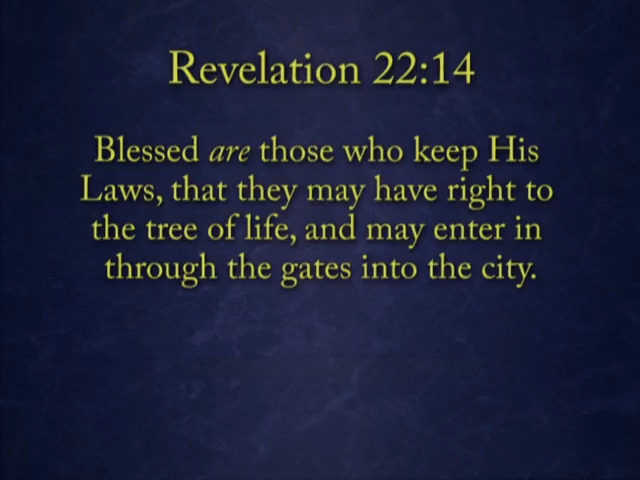 Revelation 22:14
Blessed are those who keep His
Laws, that they may have right to
the tree of life, and may enter in
through the gates into the city.